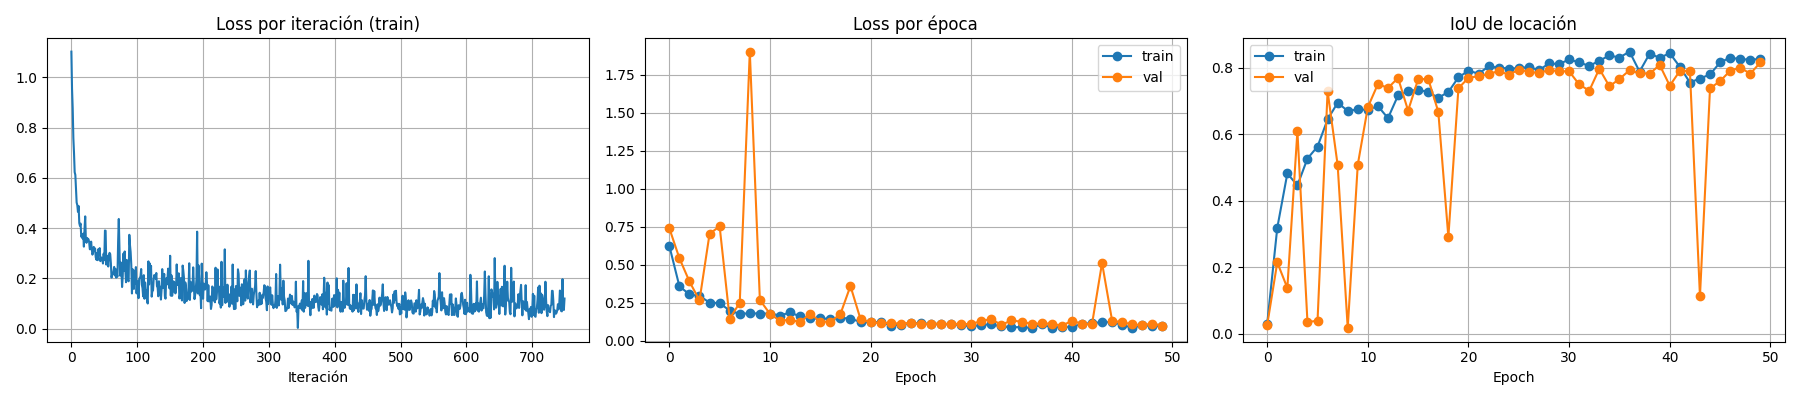 Loss por iteración (train)
1.0
0.8
0.6
0.4
0.2
0.0
0 100 200 300 400 500 600 700
Iteración
Loss por época
train
val
1.75
1.50
1.25
1.00
0.75
0.50
0.25
0.00
0 10 20 30 40 50
Epoch
IoU de locación
train
val
0.8
0.6
0.4
0.2
0.0
0 10 20 30 40 50
Epoch